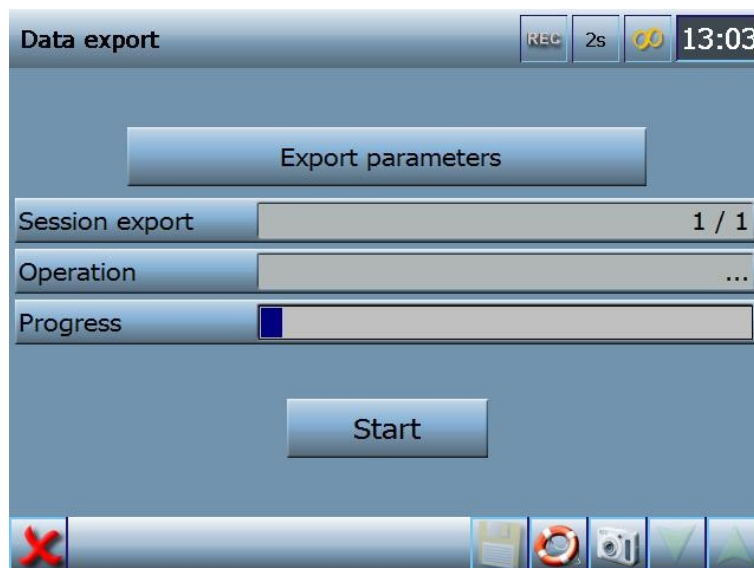 Data export REC 2s 13:03
Export parameters
Session export 1 / 1
Operation ...
Progress
Start